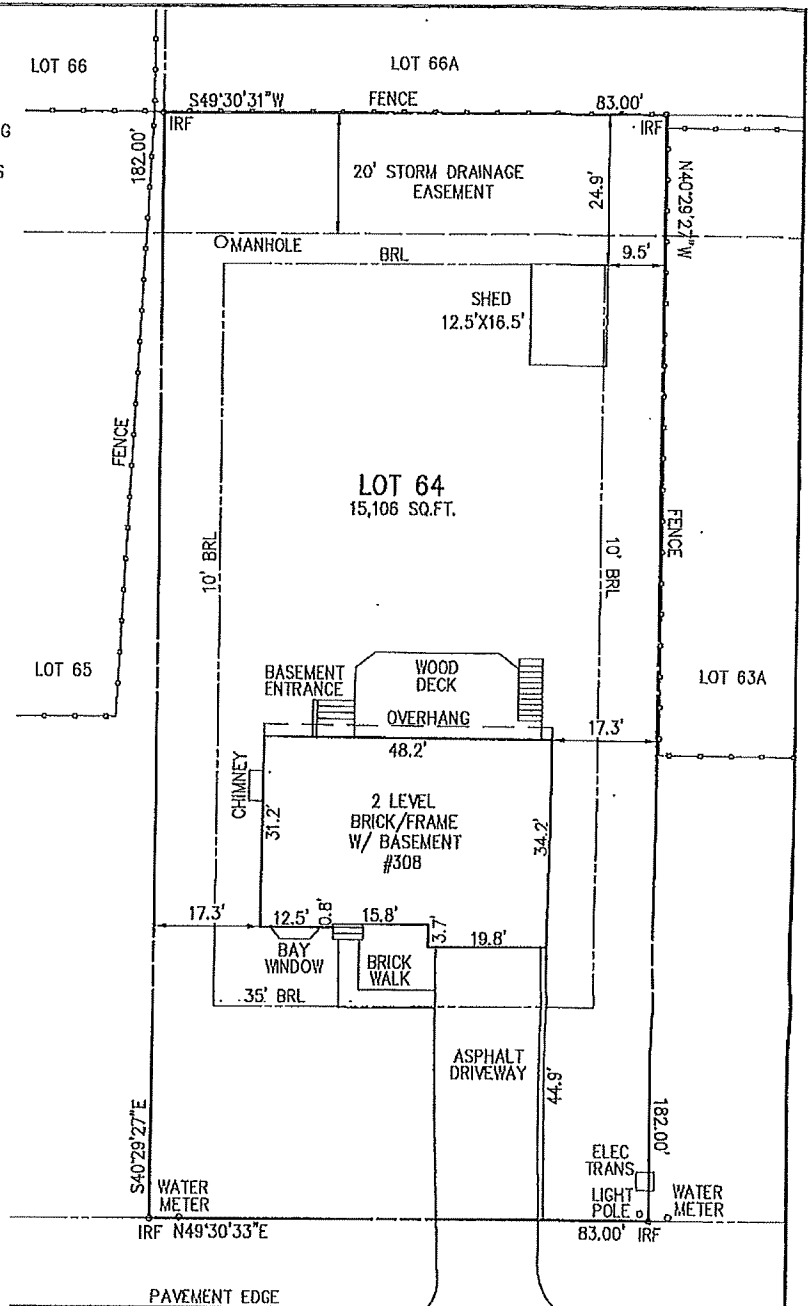 LOT 66
LOT 66A
S49°30'31"W
FENCE
83.00'
G
S
IRF
IRF
182.00'
20' STORM DRAINAGE
EASEMENT
24.9'
N40°29'27"W
MANHOLE
BRL
9.5'
SHED
12.5'X16.5'
FENCE
LOT 64
15,106 SQ.FT.
FENCE
10' BRL
10' BRL
LOT 65
BASEMENT
ENTRANCE
WOOD
DECK
LOT 63A
OVERHANG
17.3'
48.2'
CHIMNEY
31.2'
2 LEVEL
BRICK/FRAME
W/ BASEMENT
#308
34.2'
17.3'
12.5'
0.8'
15.8'
3.7'
19.8'
BAY
WINDOW
BRICK
WALK
35' BRL
ASPHALT
DRIVEWAY
44.9'
S40°29'27"E
182.00'
ELEC
TRANS
WATER
METER
LIGHT
POLE
WATER
METER
IRF
N49°30'33"E
83.00'
IRF
PAVEMENT EDGE